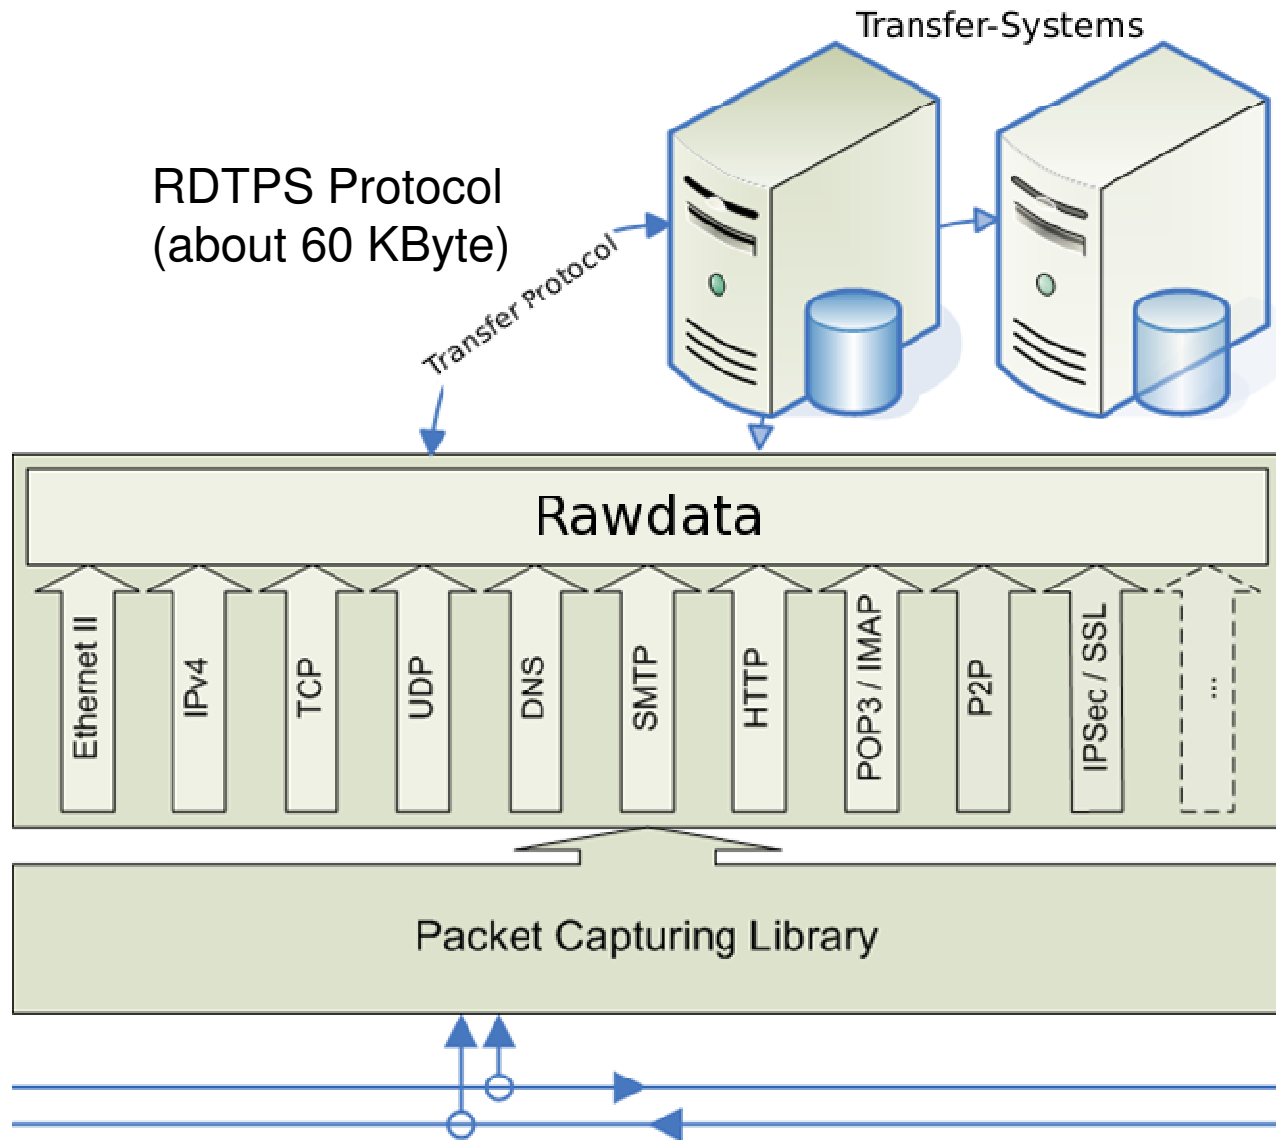 Transfer-Systems
RDTPS Protocol
(about 60 KByte)
Transfer Protocol
Rawdata
Ethernet II
IPv4
TCP
UDP
DNS
SMTP
HTTP
POP3 / IMAP
P2P
IPSec / SSL
...
Packet Capturing Library